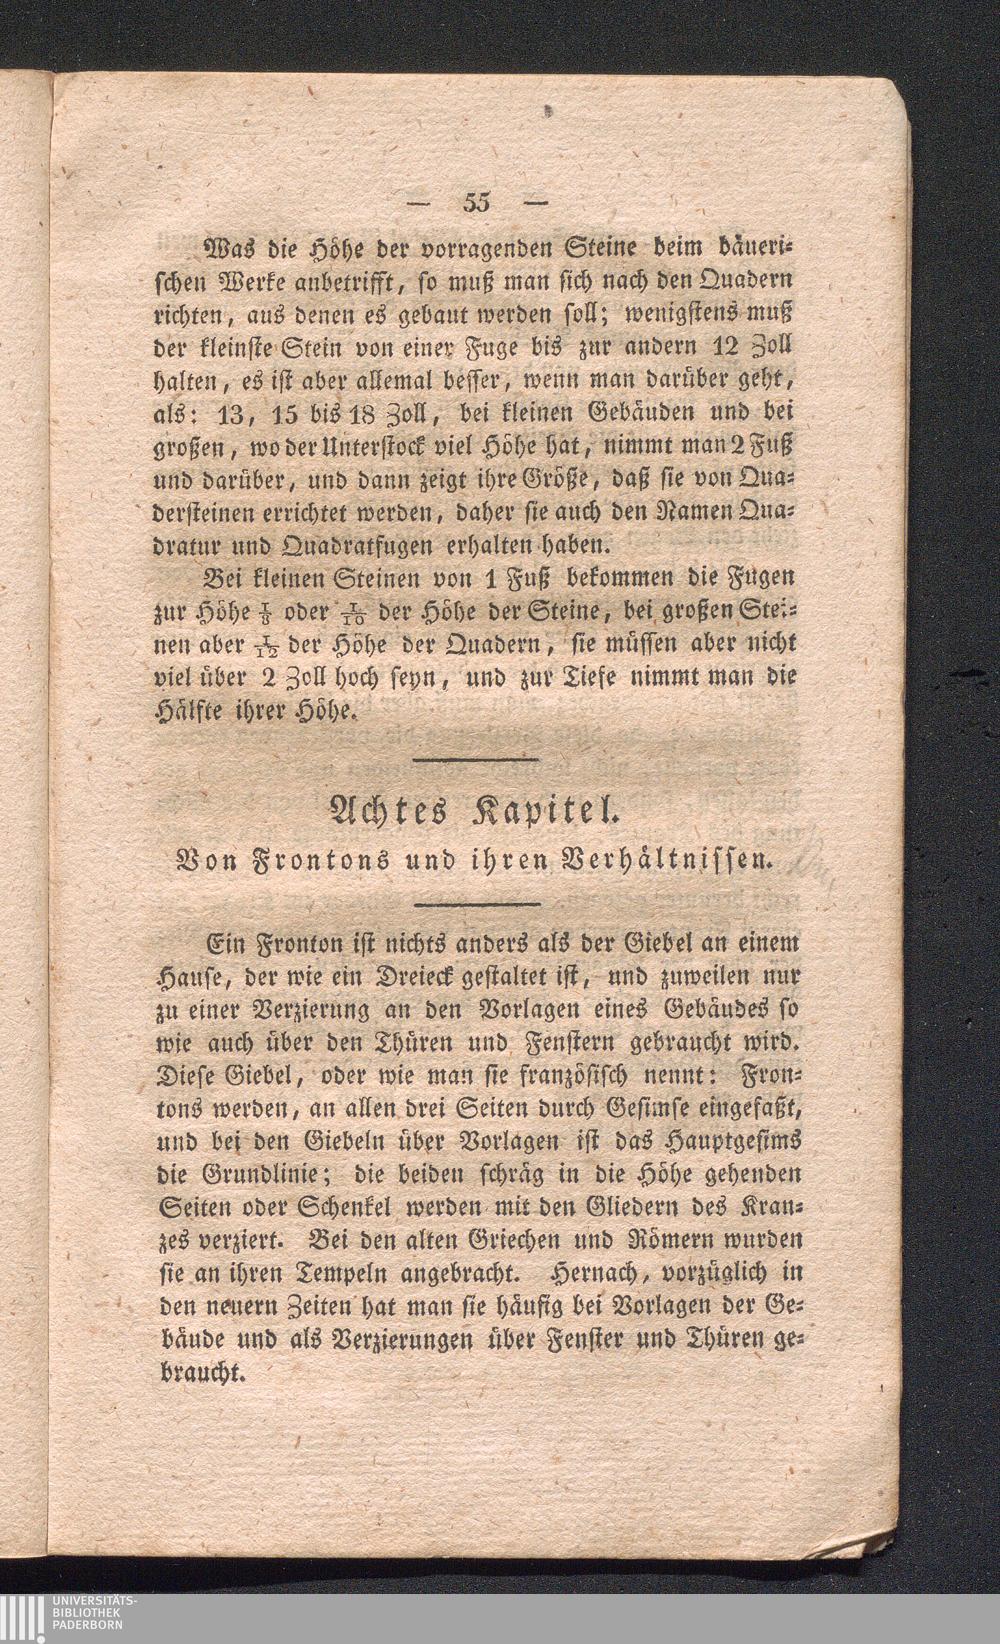 — 55 —
Was die Höhe der vorragenden Steine beim bäueri-
schen Werke anbetrifft, so muß man sich nach den Quadern
richten, aus denen es gebaut werden soll; wenigstens muß
der kleinste Stein von einer Fuge bis zur andern 12 Zoll
halten, es ist aber allemal besser, wenn man darüber geht,
als: 13, 15 bis 18 Zoll, bei kleinen Gebäuden und bei
großen, wo der Unterstock viel Höhe hat, nimmt man 2 Fuß
und darüber, und dann zeigt ihre Größe, daß sie von Qua-
dersteinen errichtet werden, daher sie auch den Namen Qua-
dratur und Quadratfugen erhalten haben.
Bei kleinen Steinen von 1 Fuß bekommen die Fugen
zur Höhe 1/8 oder 1/10 der Höhe der Steine, bei großen Stei-
nen aber 1/12 der Höhe der Quadern, sie müssen aber nicht
viel über 2 Zoll hoch seyn, und zur Tiefe nimmt man die
Hälfte ihrer Höhe.
Achtes Kapitel.
Von Frontons und ihren Verhältnissen.
Ein Fronton ist nichts anders als der Giebel an einem
Hause, der wie ein Dreieck gestaltet ist, und zuweilen nur
zu einer Verzierung an den Vorlagen eines Gebäudes so
wie auch über den Thüren und Fenstern gebraucht wird.
Diese Giebel, oder wie man sie französisch nennt: Fron-
tons werden, an allen drei Seiten durch Gesimse eingefaßt,
und bei den Giebeln über Vorlagen ist das Hauptgesims
die Grundlinie; die beiden schräg in die Höhe gehenden
Seiten oder Schenkel werden mit den Gliedern des Kran-
zes verziert. Bei den alten Griechen und Römern wurden
sie an ihren Tempeln angebracht. Hernach, vorzüglich in
den neuern Zeiten hat man sie häufig bei Vorlagen der Ge-
bäude und als Verzierungen über Fenster und Thüren ge-
braucht.
UNIVERSITÄTS-
BIBLIOTHEK
PADERBORN